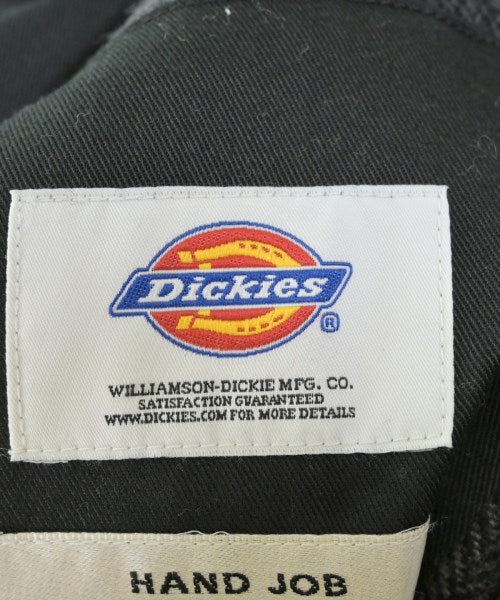 Dickies
®
WILLIAMSON-DICKIE MFG. CO.
SATISFACTION GUARANTEED
WWW.DICKIES.COM FOR MORE DETAILS
HAND JOB